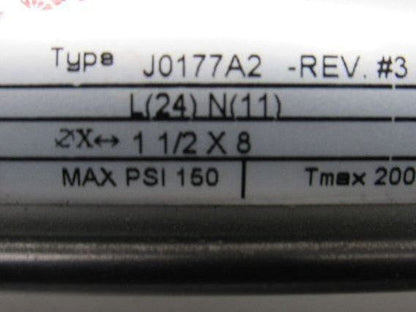 Type J0177A2 -REV. #3
L(24) N(11)
⌀X↔ 1 1/2 X 8
MAX PSI 150 Tmax 200